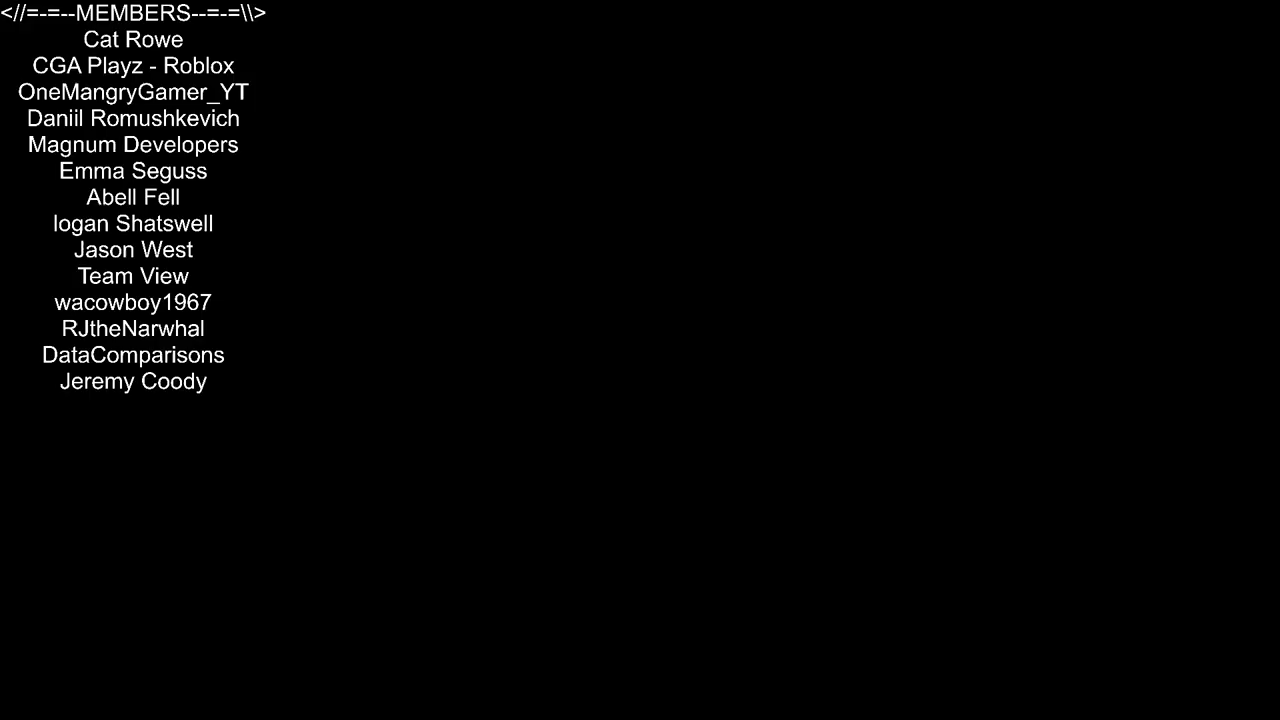 <//=-=--MEMBERS--=-=\\>
Cat Rowe
CGA Playz - Roblox
OneMangryGamer_YT
Daniil Romushkevich
Magnum Developers
Emma Seguss
Abell Fell
logan Shatswell
Jason West
Team View
wacowboy1967
RJtheNarwhal
DataComparisons
Jeremy Coody